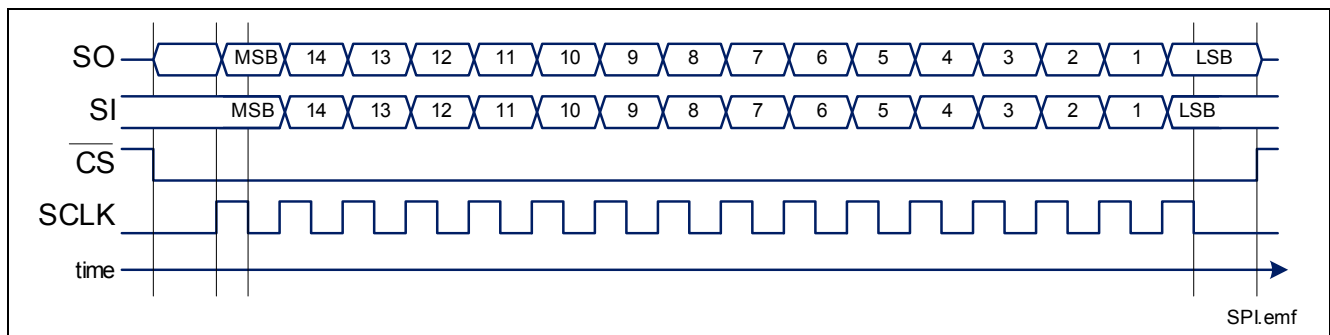 SO MSB 14 13 12 11 10 9 8 7 6 5 4 3 2 1 LSB
SI MSB 14 13 12 11 10 9 8 7 6 5 4 3 2 1 LSB
CS
SCLK
time
SPI.emf